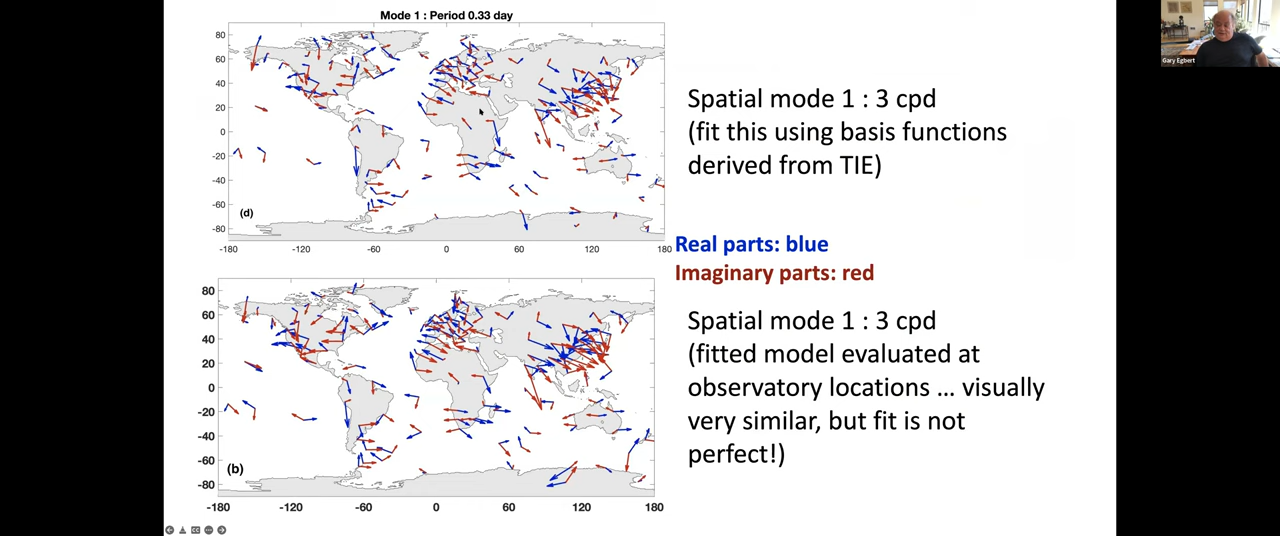 Mode 1 : Period 0.33 day
80
60
40
20
0
-20
-40
-60
-80
(d)
-180 -120 -60 0 60 120 180
Spatial mode 1 : 3 cpd
(fit this using basis functions
derived from TIE)
Real parts: blue
Imaginary parts: red
80
60
40
20
0
-20
-40
-60
-80
(b)
-180 -120 -60 0 60 120 180
Spatial mode 1 : 3 cpd
(fitted model evaluated at
observatory locations ... visually
very similar, but fit is not
perfect!)
Gary Egbert